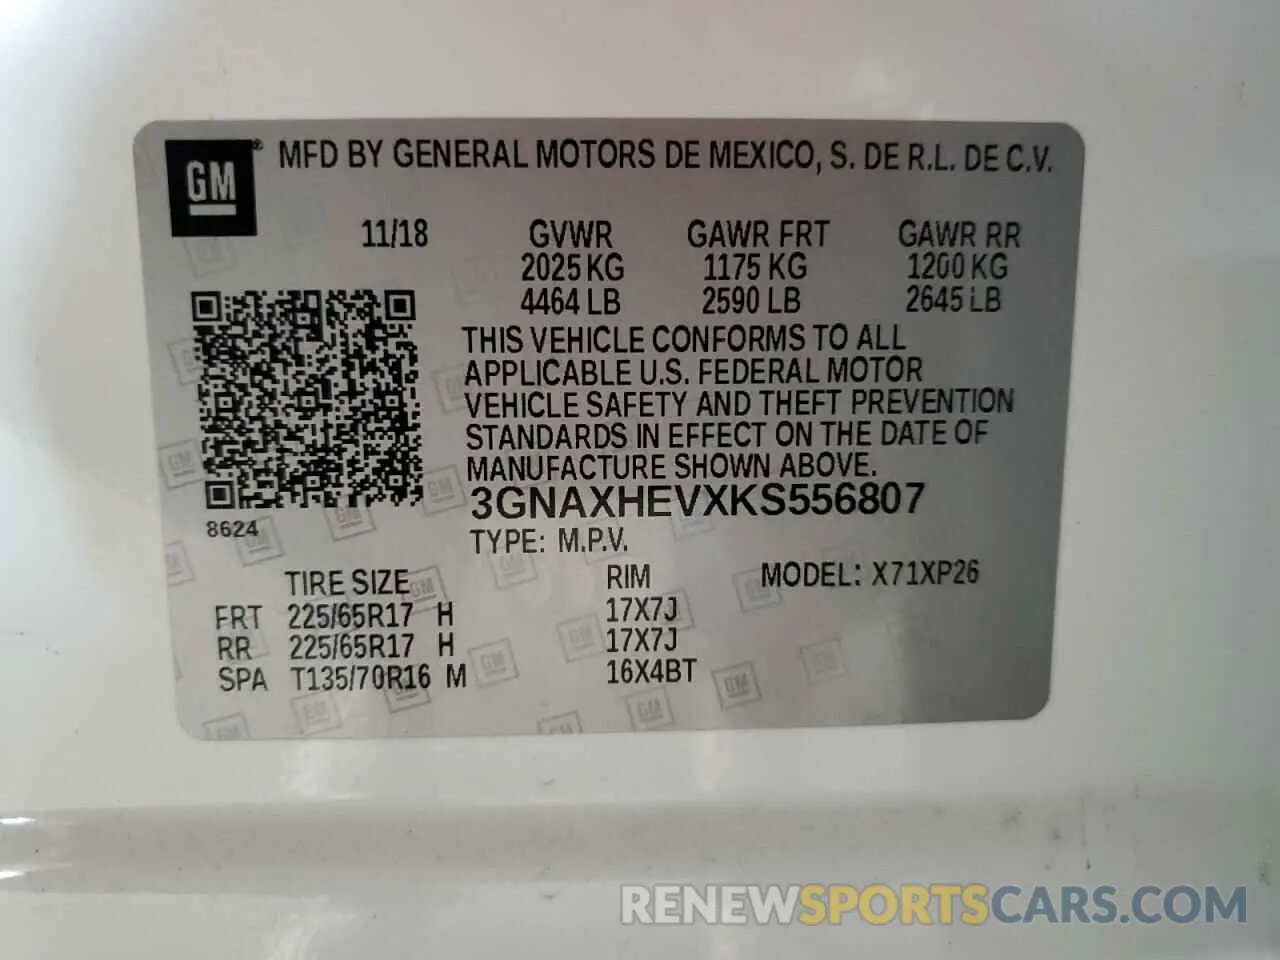 GM® MFD BY GENERAL MOTORS DE MEXICO, S. DE R.L. DE C.V.
11/18 GVWR GAWR FRT GAWR RR
2025 KG 1175 KG 1200 KG
4464 LB 2590 LB 2645 LB
THIS VEHICLE CONFORMS TO ALL
APPLICABLE U.S. FEDERAL MOTOR
VEHICLE SAFETY AND THEFT PREVENTION
STANDARDS IN EFFECT ON THE DATE OF
MANUFACTURE SHOWN ABOVE.
3GNAXHEVXKS556807
8624
TYPE: M.P.V.
TIRE SIZE RIM MODEL: X71XP26
FRT 225/65R17 H 17X7J
RR 225/65R17 H 17X7J
SPA T135/70R16 M 16X4BT
RENEWSPORTSCARS.COM